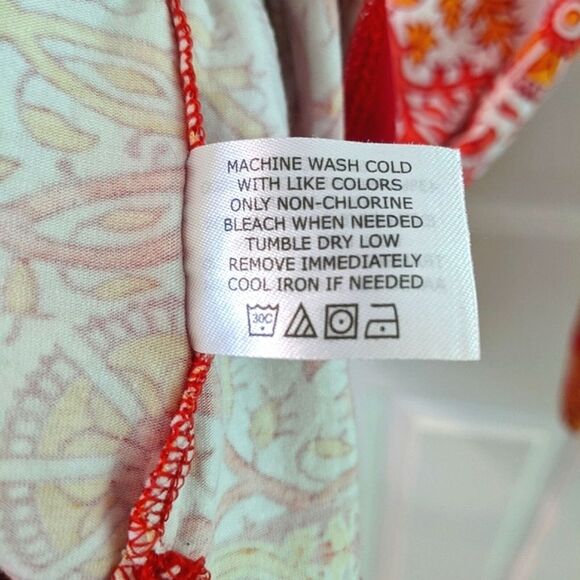 MACHINE WASH COLD
WITH LIKE COLORS
ONLY NON-CHLORINE
BLEACH WHEN NEEDED
TUMBLE DRY LOW
REMOVE IMMEDIATELY
COOL IRON IF NEEDED
30C